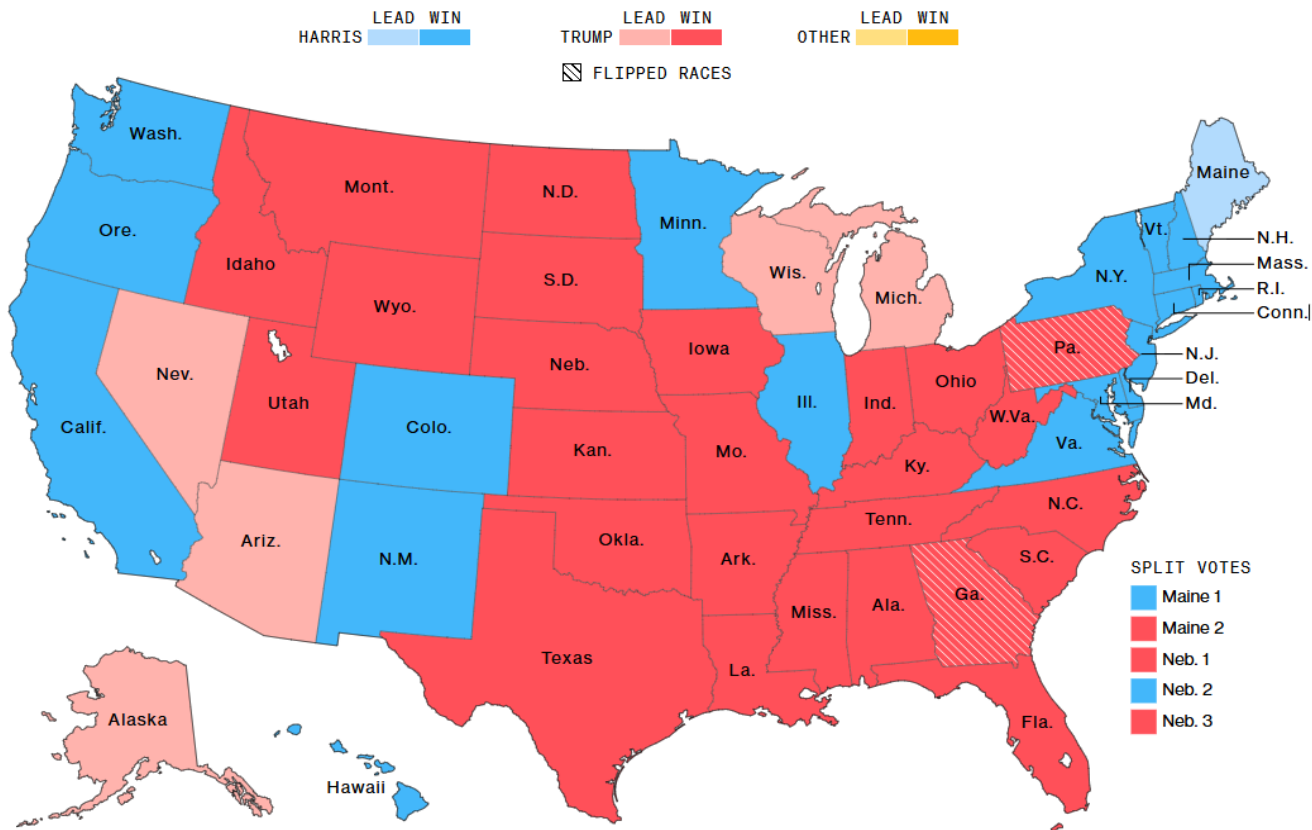 LEAD WIN LEAD WIN LEAD WIN
HARRIS TRUMP OTHER
FLIPPED RACES
Wash.
Maine
Mont.
N.D.
Minn.
Vt.
Ore.
N.H.
Idaho
S.D.
Wis.
Mich.
N.Y.
Mass.
R.I.
Conn.
Wyo.
Iowa
Pa.
N.J.
Nev.
Neb.
Ohio
Del.
Utah
Ill.
Ind.
Md.
Calif.
Colo.
W.Va.
Va.
Kan.
Mo.
Ky.
N.C.
Tenn.
Ariz.
N.M.
Okla.
Ark.
S.C.
SPLIT VOTES
Maine 1
Maine 2
Neb. 1
Neb. 2
Neb. 3
Miss.
Ala.
Ga.
Texas
La.
Fla.
Alaska
Hawaii